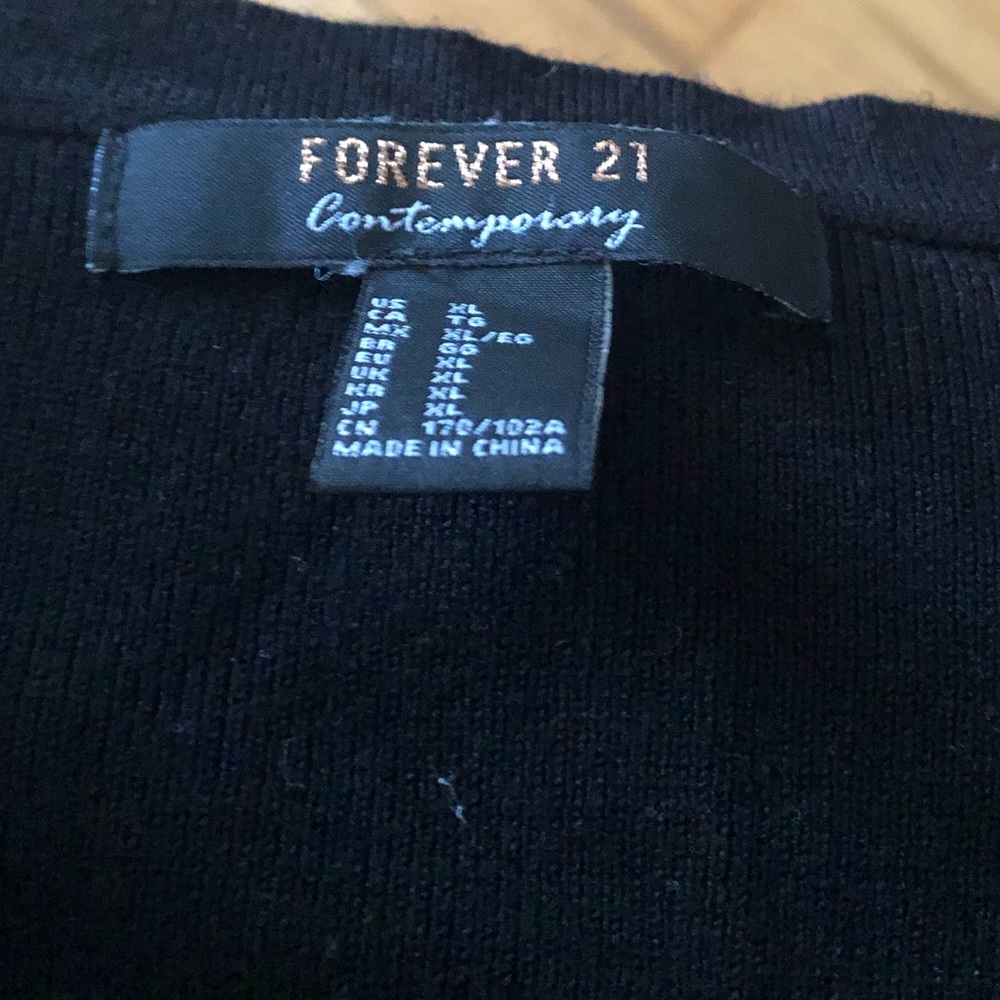 FOREVER 21
Contemporary
US XL
CA TG
MX XL/EG
BR GG
EU XL
UK XL
KR XL
JP XL
CN 170/102A
MADE IN CHINA